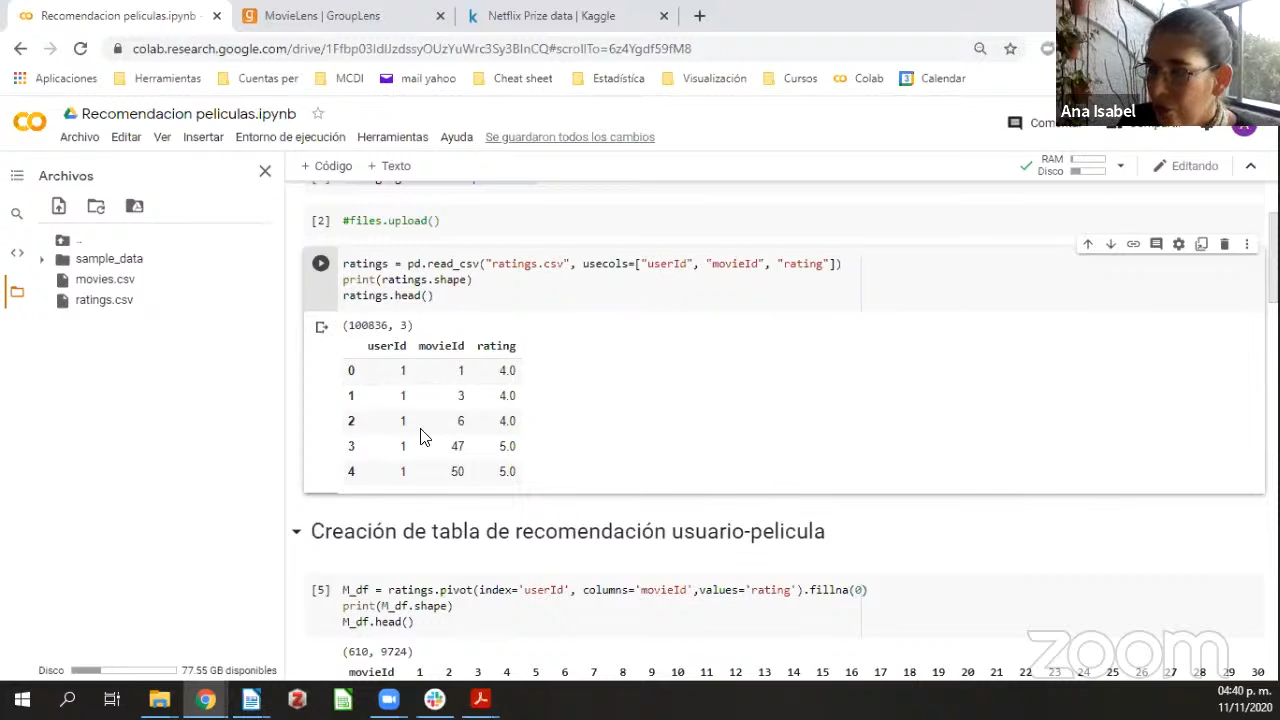 Recomendacion peliculas.ipynb -
MovieLens | GroupLens
Netflix Prize data | Kaggle
colab.research.google.com/drive/1Ffbp03IdIJzdssyOUzYuWrc3Sy3BInCQ#scrollTo=6z4Ygdf59fM8
Aplicaciones Herramientas Cuentas per MCDI mail yahoo Cheat sheet Estadística Visualización Cursos Colab Calendar
Ana Isabel
Recomendacion peliculas.ipynb
Archivo Editar Ver Insertar Entorno de ejecución Herramientas Ayuda Se guardaron todos los cambios
Archivos
+ Código + Texto
RAM
Disco
Editando
..
sample_data
movies.csv
ratings.csv
[2] #files.upload()
ratings = pd.read_csv("ratings.csv", usecols=["userId", "movieId", "rating"])
print(ratings.shape)
ratings.head()
(100836, 3)
userId movieId rating
0 1 1 4.0
1 1 3 4.0
2 1 6 4.0
3 1 47 5.0
4 1 50 5.0
Creación de tabla de recomendación usuario-pelicula
[5] M_df = ratings.pivot(index='userId', columns='movieId',values='rating').fillna(0)
print(M_df.shape)
M_df.head()
(610, 9724)
movieId 1 2 3 4 5 6 7 8 9 10 11 12 13 14 15 16 17 18 19 20 21 22 23 24 25 26 27 28 29 30
zoom
Disco 77.55 GB disponibles
04:40 p. m.
11/11/2020